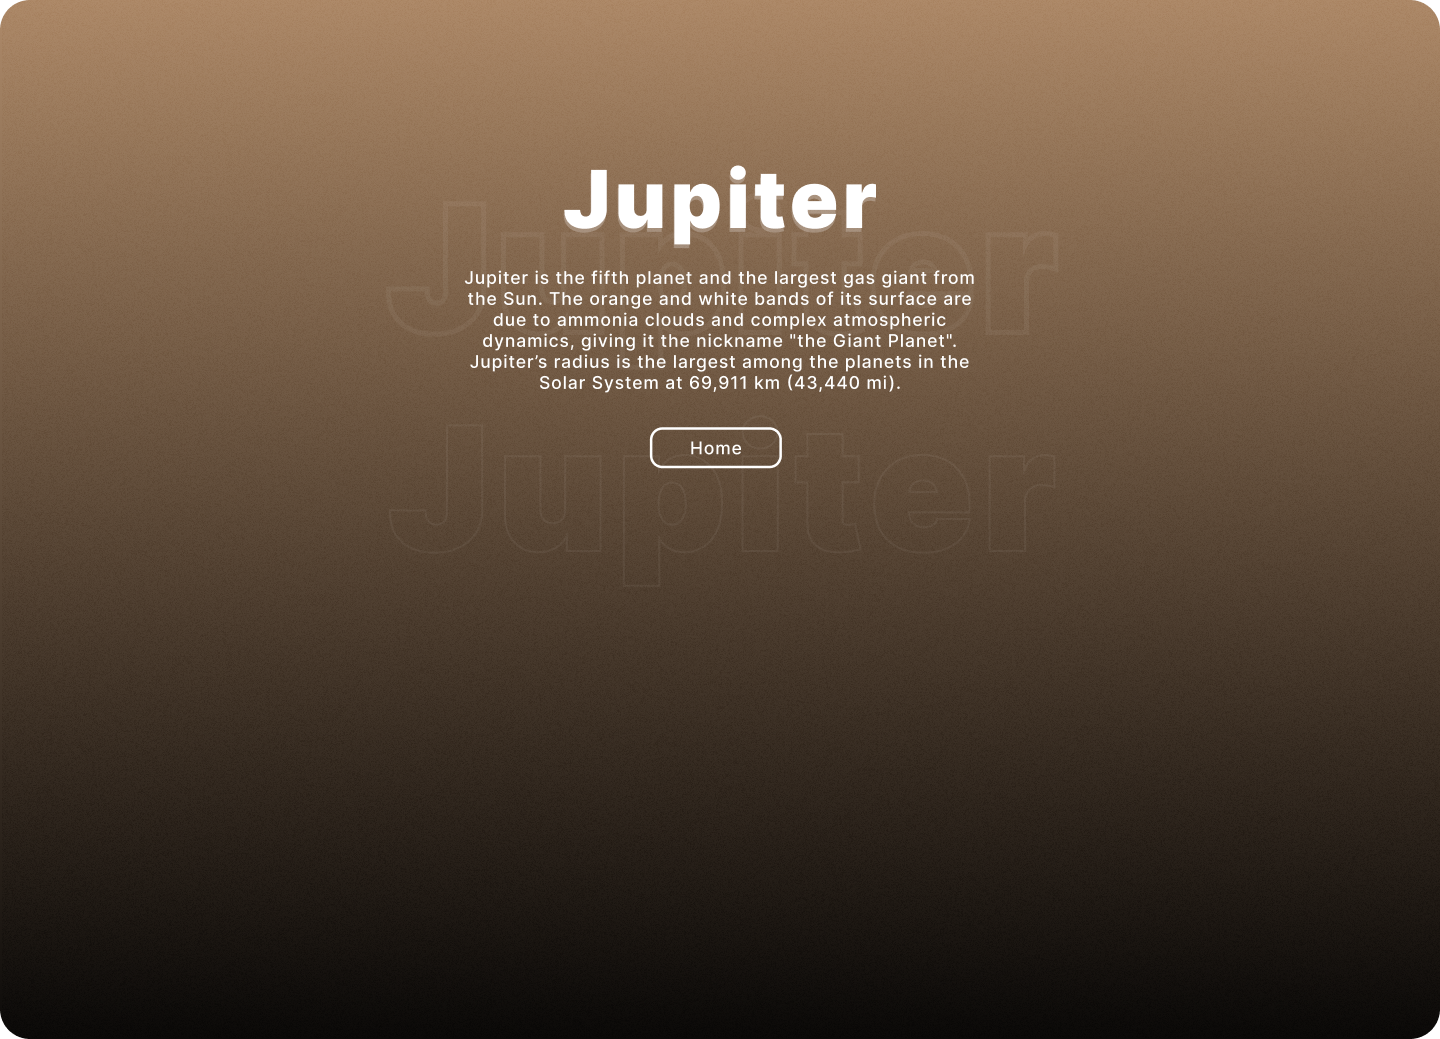 Jupiter
Jupiter
Jupiter is the fifth planet and the largest gas giant from
the Sun. The orange and white bands of its surface are
due to ammonia clouds and complex atmospheric
dynamics, giving it the nickname "the Giant Planet".
Jupiter’s radius is the largest among the planets in the
Solar System at 69,911 km (43,440 mi).
Home
Jupiter